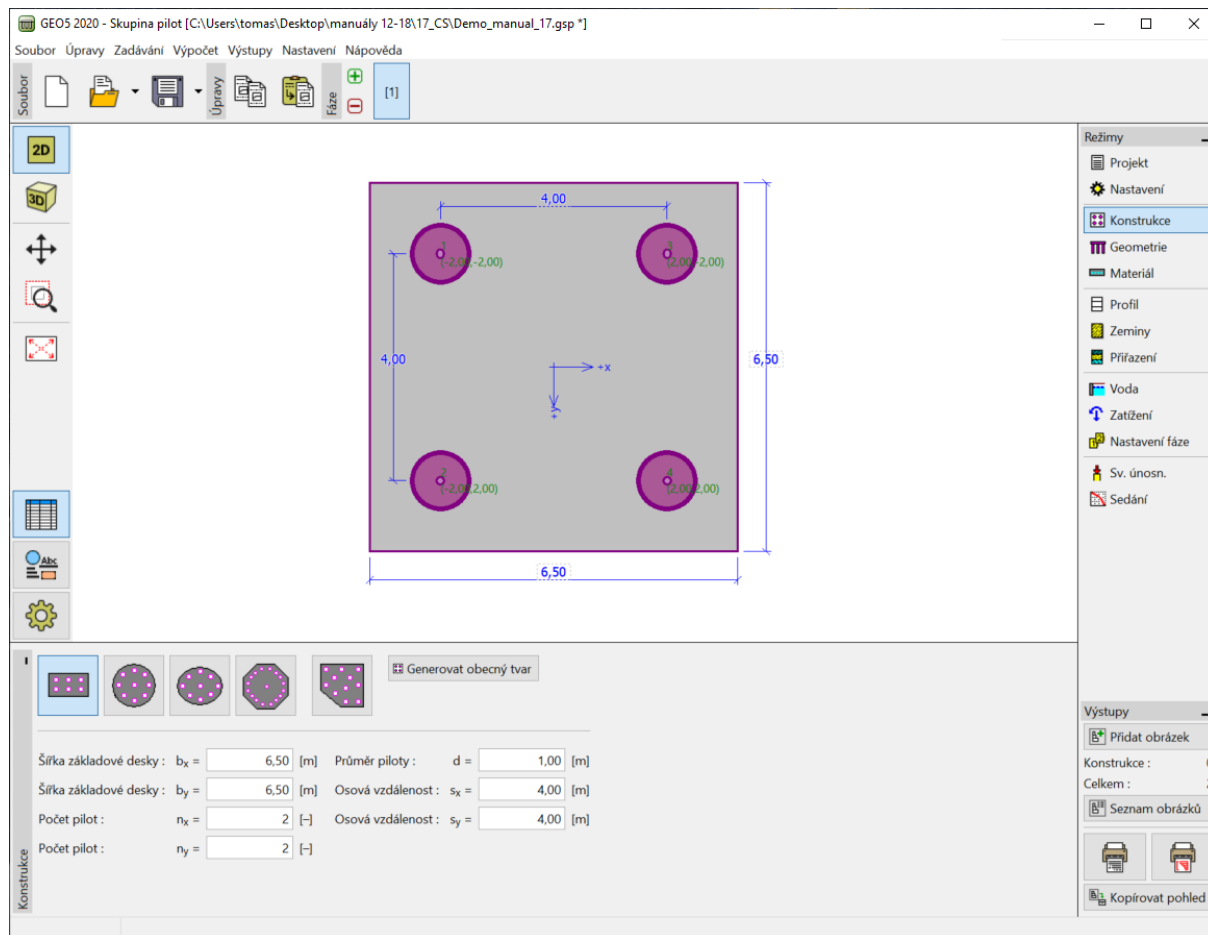 GEO5 2020 - Skupina pilot [C:\Users\tomas\Desktop\manuály 12-18\17_CS\Demo_manual_17.gsp *]
Soubor Úpravy Zadávání Výpočet Výstupy Nastavení Nápověda
Soubor
Úpravy
Fáze
[1]
2D
3D
Abc
4,00
1
(-2,00,-2,00)
3
(2,00,-2,00)
4,00
6,50
+x
+y
2
(-2,00,2,00)
4
(2,00,2,00)
6,50
Režimy
Projekt
Nastavení
Konstrukce
Geometrie
Materiál
Profil
Zeminy
Přiřazení
Voda
Zatížení
Nastavení fáze
Sv. únosn.
Sedání
Výstupy
Přidat obrázek
Konstrukce :
Celkem :
Seznam obrázků
Kopírovat pohled
Konstrukce
Generovat obecný tvar
Šířka základové desky : bx = 6,50 [m] Průměr piloty : d = 1,00 [m]
Šířka základové desky : by = 6,50 [m] Osová vzdálenost : sx = 4,00 [m]
Počet pilot : nx = 2 [–] Osová vzdálenost : sy = 4,00 [m]
Počet pilot : ny = 2 [–]